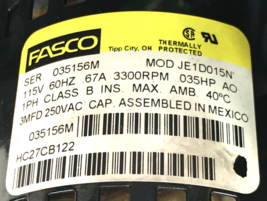 FASCO
Tipp City, OH
THERMALLY
PROTECTED
SER 035156M MOD JE1D015N
115V 60HZ 67A 3300RPM 035HP AO
1PH CLASS B INS. MAX. AMB. 40°C
3MFD 250VAC CAP. ASSEMBLED IN MEXICO
035156M
HC27CB122